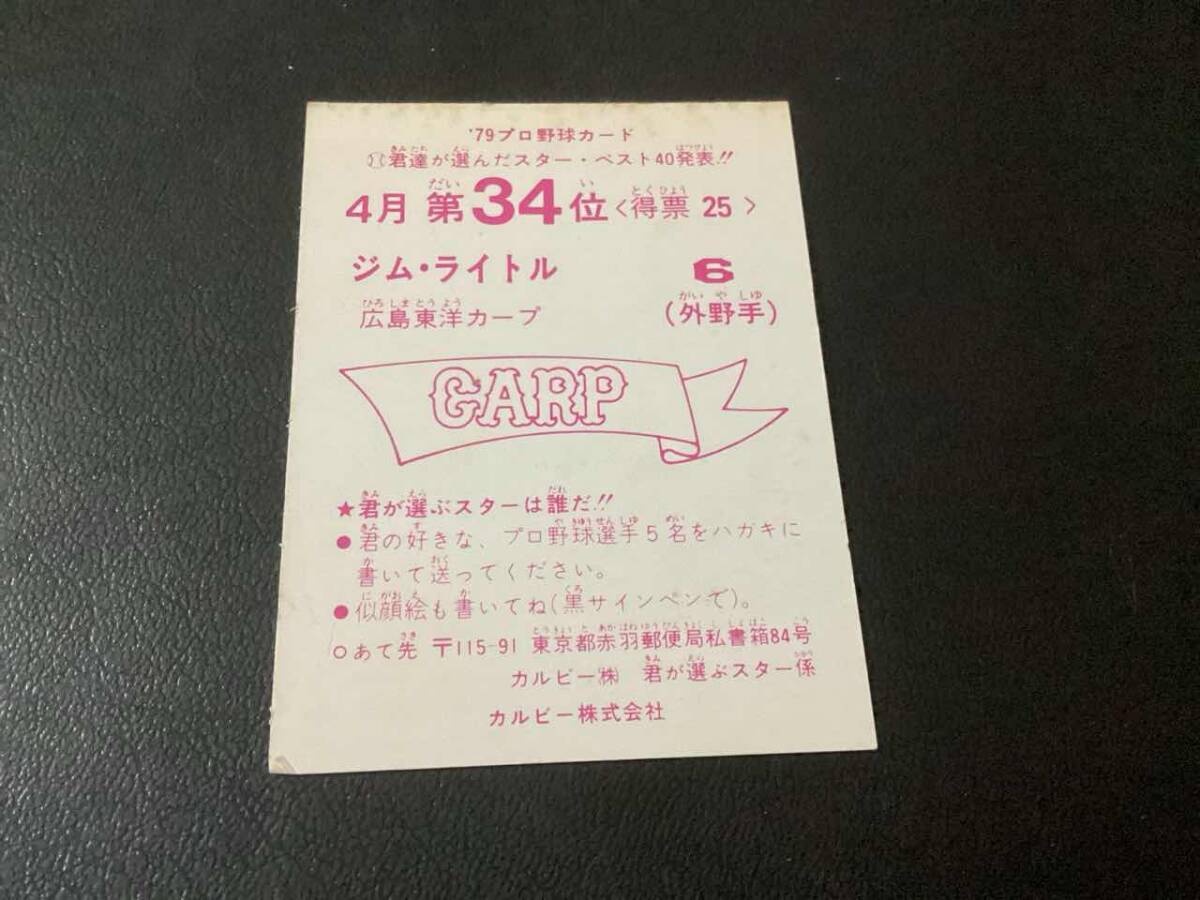 '79プロ野球カード
①君達が選んだスター・ベスト40発表!!
4月 第34位〈得票 25〉
ジム・ライトル 6
広島東洋カープ (外野手)
CARP
★君が選ぶスターは誰だ!!
●君の好きな、プロ野球選手5名をハガキに
書いて送ってください。
●似顔絵も書いてね(黒サインペンで)。
○あて先 〒115-91 東京都赤羽郵便局私書箱84号
カルビー㈱ 君が選ぶスター係
カルビー株式会社